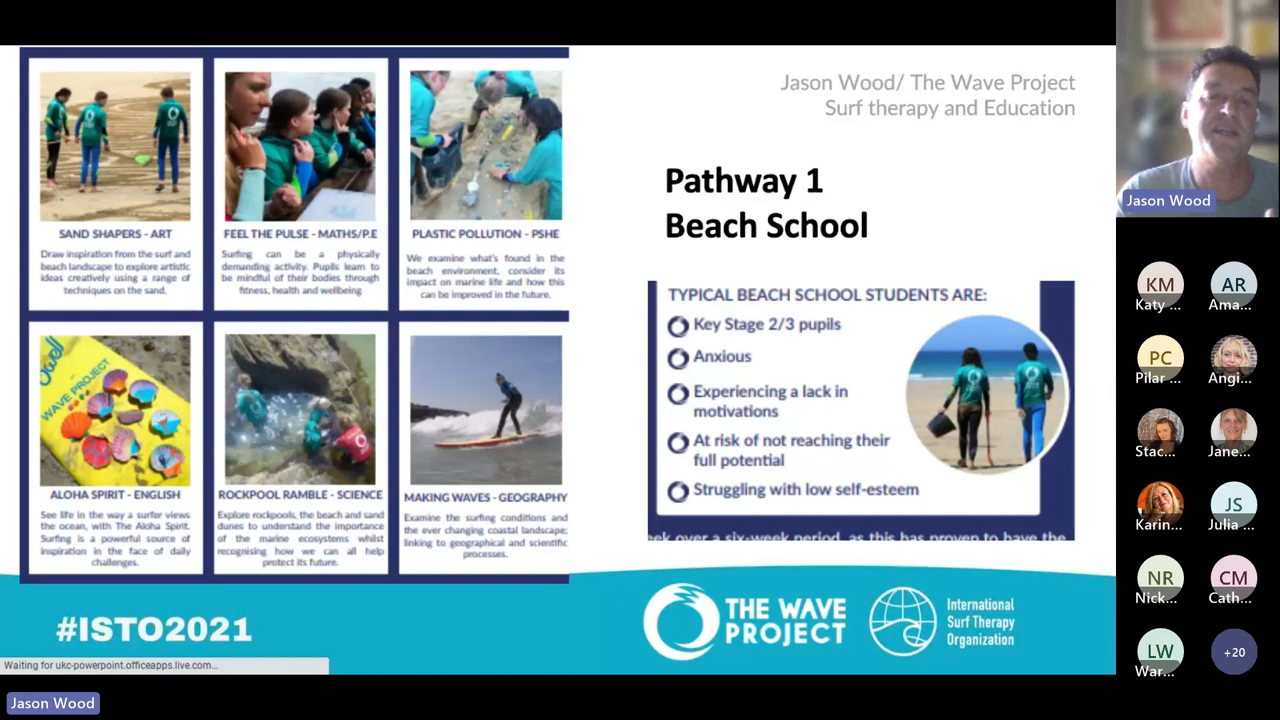 SAND SHAPERS - ART
Draw inspiration from the surf and
beach landscape to explore artistic
ideas creatively using a range of
techniques on the sand.
FEEL THE PULSE - MATHS/P.E
Surfing can be a physically
demanding activity. Pupils learn to
be mindful of their bodies through
fitness, health and wellbeing
PLASTIC POLLUTION - PSHE
We examine what's found in the
beach environment, consider its
impact on marine life and how this
can be improved in the future.
WAVE PROJECT
ALOHA SPIRIT - ENGLISH
See life in the way a surfer views
the ocean, with The Aloha Spirit.
Surfing is a powerful source of
inspiration in the face of daily
challenges.
ROCKPOOL RAMBLE - SCIENCE
Explore rockpools, the beach and sand
dunes to understand the importance
of the marine ecosystems whilst
recognising how we can all help
protect its future.
MAKING WAVES - GEOGRAPHY
Examine the surfing conditions and
the ever changing coastal landscape;
linking to geographical and scientific
processes.
Jason Wood/ The Wave Project
Surf therapy and Education
Pathway 1
Beach School
TYPICAL BEACH SCHOOL STUDENTS ARE:
Key Stage 2/3 pupils
Anxious
Experiencing a lack in
motivations
At risk of not reaching their
full potential
Struggling with low self-esteem
over a six-week period, as this has proven to have the
#ISTO2021
THE WAVE
PROJECT
International
Surf Therapy
Organization
Waiting for ukc-powerpoint.officeapps.live.com...
Jason Wood
Jason Wood
KM
Katy ...
AR
Ama...
PC
Pilar ...
Angi...
Stac...
Jane...
Karin...
JS
Julia ...
NR
Nick...
CM
Cath...
LW
War...
+20